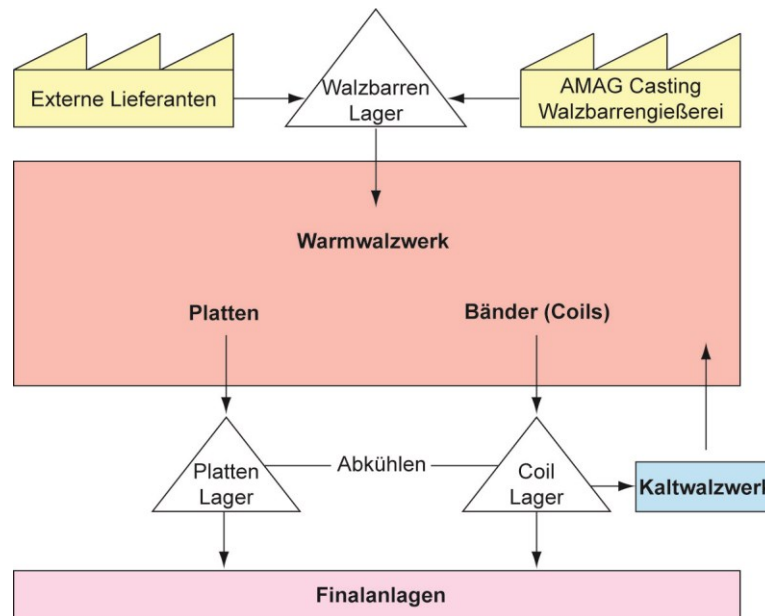 Externe Lieferanten
Walzbarren
Lager
AMAG Casting
Walzbarrengießerei
Warmwalzwerk
Platten
Bänder (Coils)
Platten
Lager
Abkühlen
Coil
Lager
Kaltwalzwerk
Finalanlagen